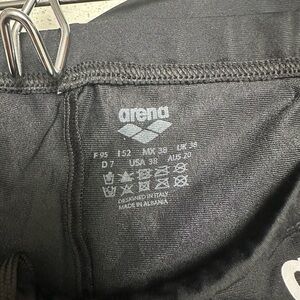 arena
F 95 I 52 MX 38 UK 38
D 7 USA 38 AUS 20
DESIGNED IN ITALY
MADE IN ALBANIA